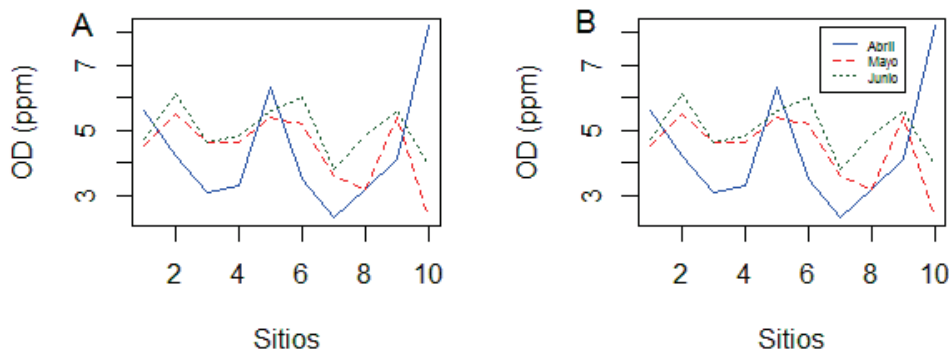 A
OD (ppm)
7
5
3
2 4 6 8 10
Sitios
B
Abril
Mayo
Junio
OD (ppm)
7
5
3
2 4 6 8 10
Sitios